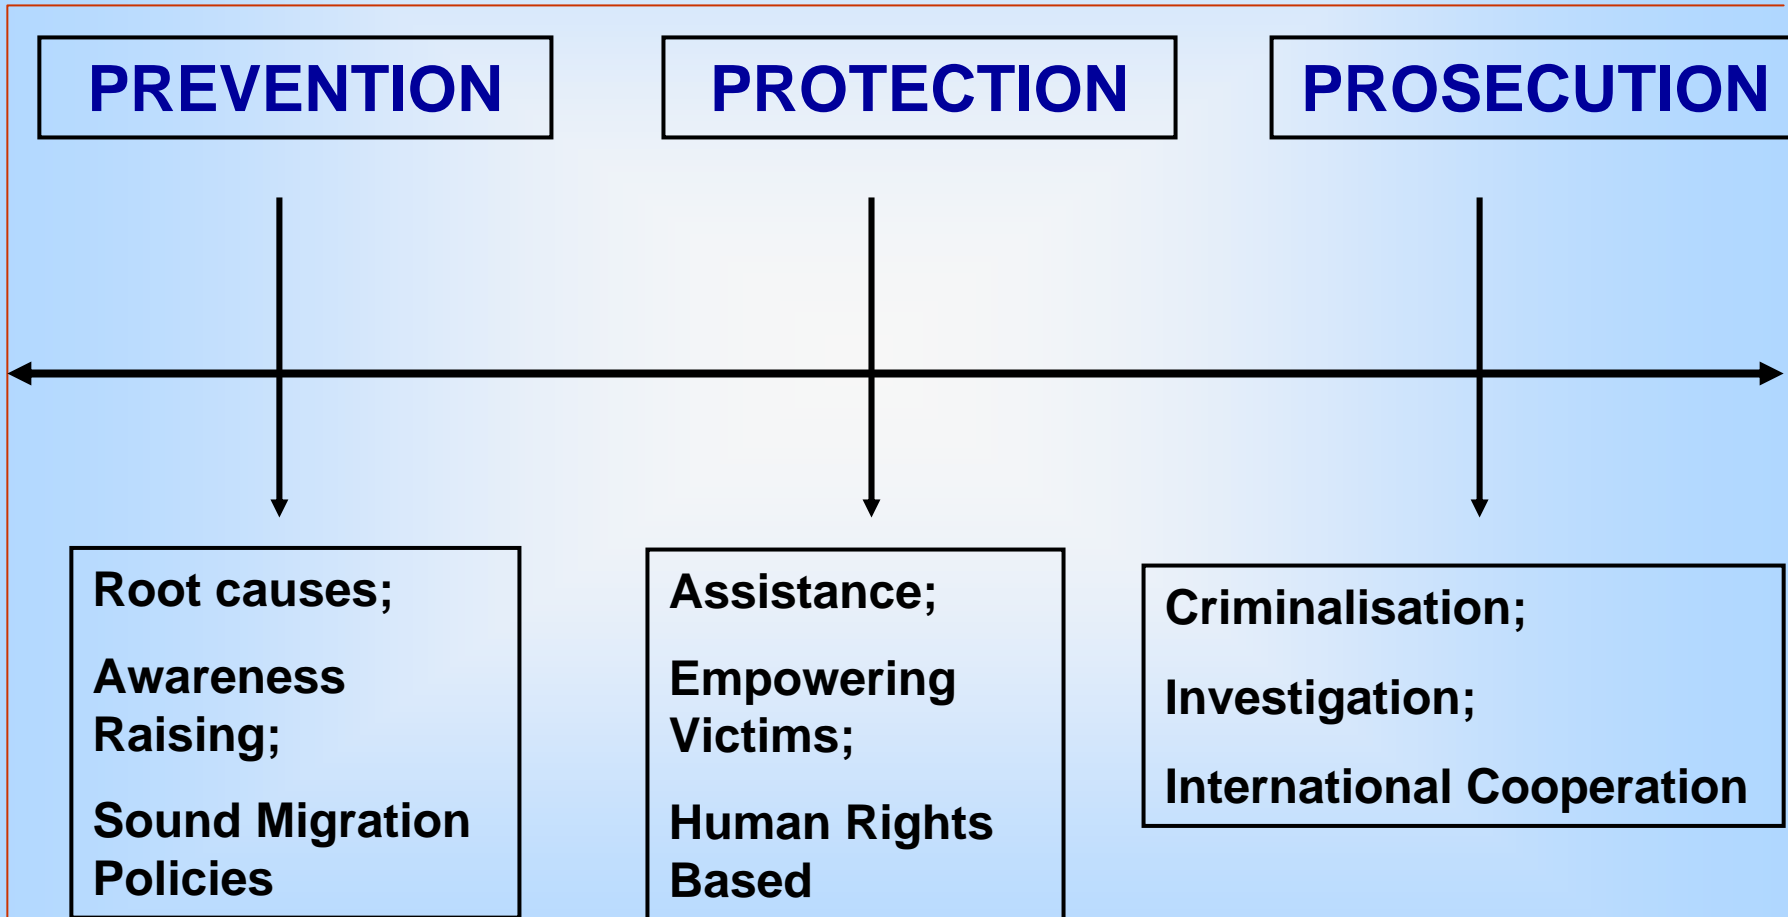 PREVENTION
PROTECTION
PROSECUTION
Root causes;
Awareness
Raising;
Sound Migration
Policies
Assistance;
Empowering
Victims;
Human Rights
Based
Criminalisation;
Investigation;
International Cooperation